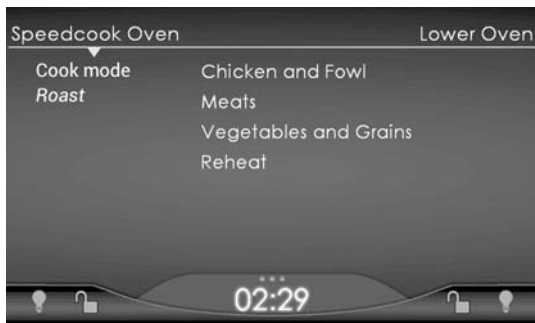 Speedcook Oven
Lower Oven
Cook mode
Roast
Chicken and Fowl
Meats
Vegetables and Grains
Reheat
02:29